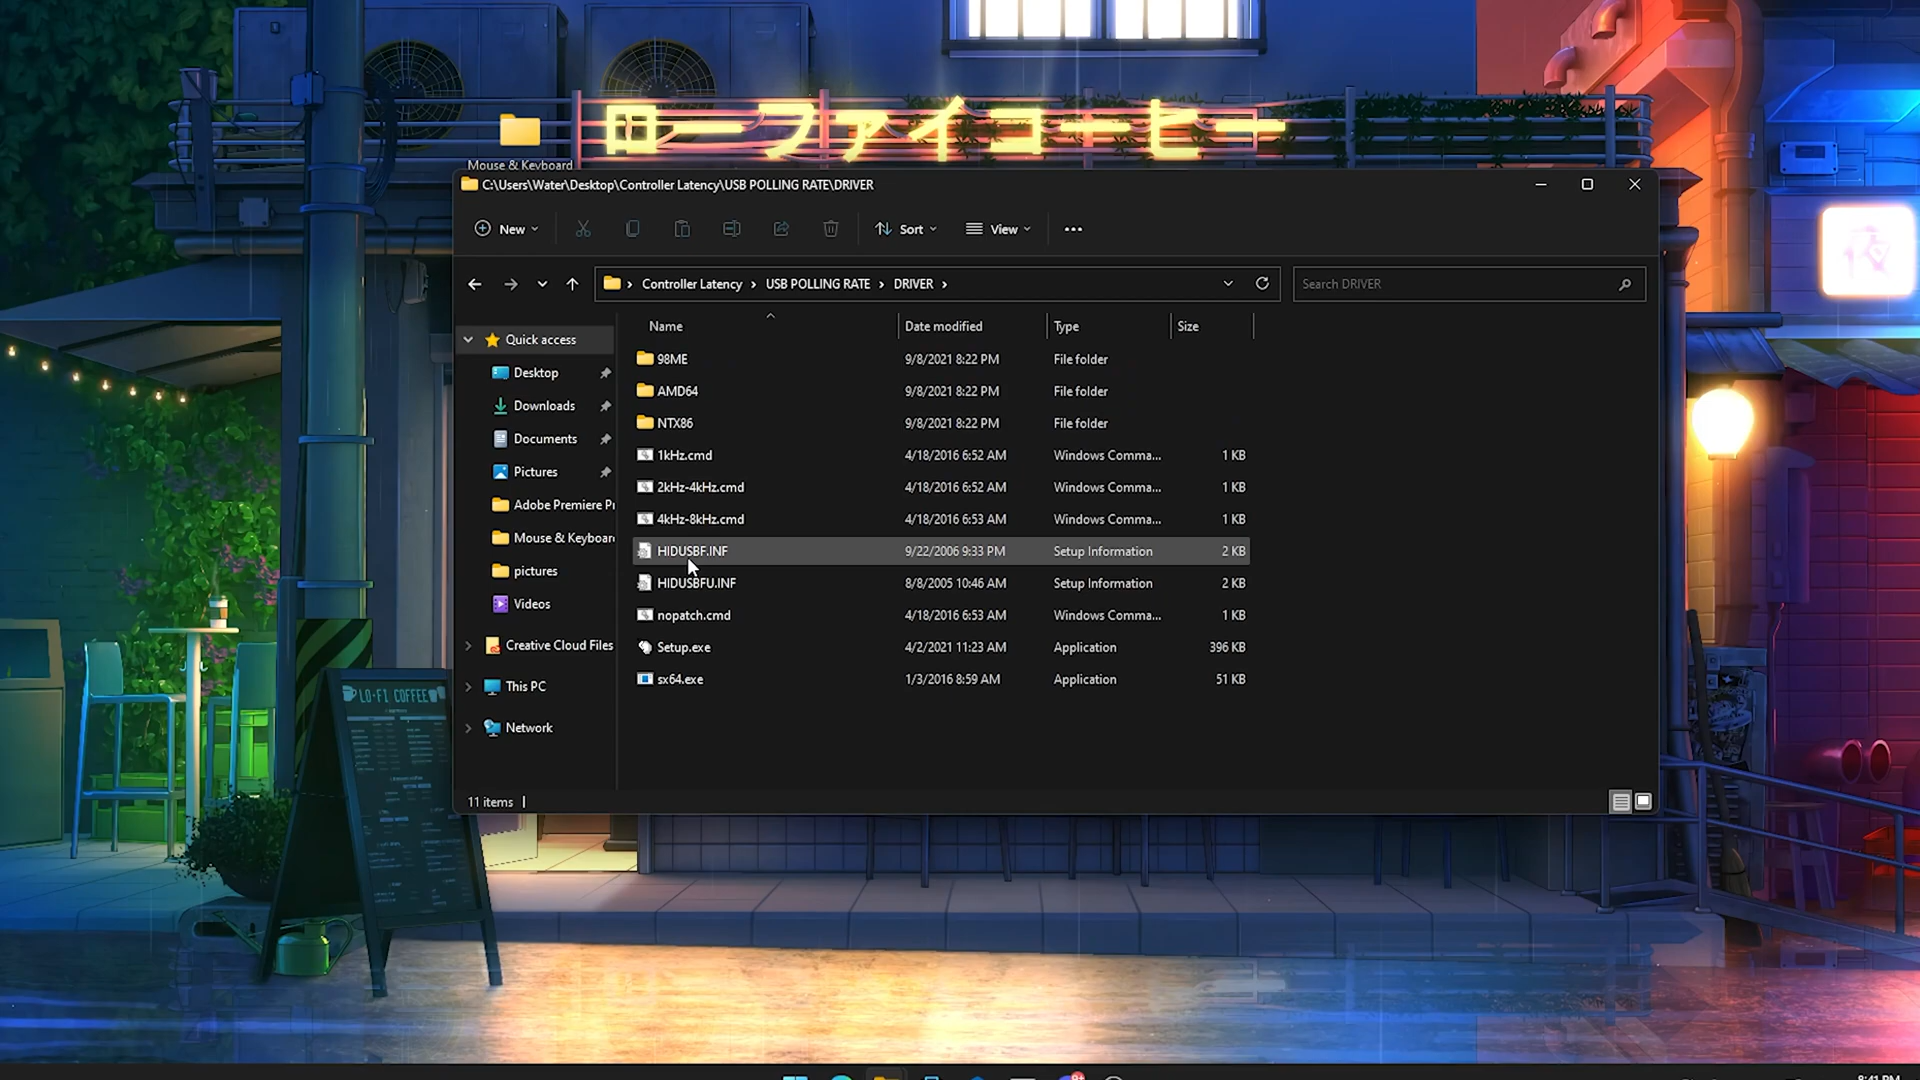 ローファイコーヒー
Mouse & Keyboard
C:\Users\Water\Desktop\Controller Latency\USB POLLING RATE\DRIVER
New
Sort
View
Controller Latency
USB POLLING RATE
DRIVER
Search DRIVER
Name
Date modified
Type
Size
Quick access
Desktop
Downloads
Documents
Pictures
Adobe Premiere Pr
Mouse & Keyboar
pictures
Videos
Creative Cloud Files
This PC
Network
98ME 9/8/2021 8:22 PM File folder
AMD64 9/8/2021 8:22 PM File folder
NTX86 9/8/2021 8:22 PM File folder
1kHz.cmd 4/18/2016 6:52 AM Windows Comma... 1 KB
2kHz-4kHz.cmd 4/18/2016 6:52 AM Windows Comma... 1 KB
4kHz-8kHz.cmd 4/18/2016 6:53 AM Windows Comma... 1 KB
HIDUSBF.INF 9/22/2006 9:33 PM Setup Information 2 KB
HIDUSBFU.INF 8/8/2005 10:46 AM Setup Information 2 KB
nopatch.cmd 4/18/2016 6:53 AM Windows Comma... 1 KB
Setup.exe 4/2/2021 11:23 AM Application 396 KB
sx64.exe 1/3/2016 8:59 AM Application 51 KB
11 items
LO-FI COFFEE
8:41 PM